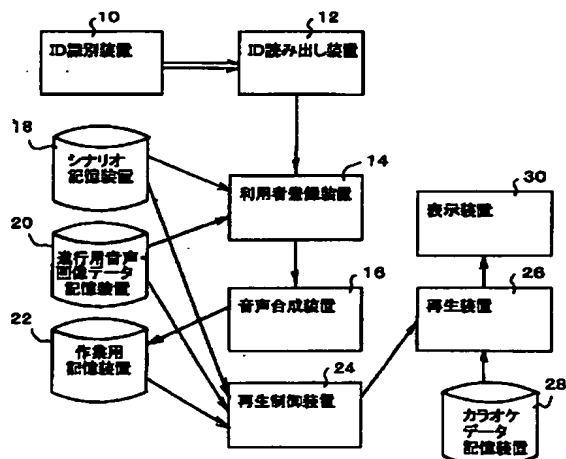 10
ID識別装置
12
ID読み出し装置
18
シナリオ
記憶装置
14
利用者登録装置
30
表示装置
20
進行用音声・
画像データ
記憶装置
16
音声合成装置
26
再生装置
22
作業用
記憶装置
24
再生制御装置
28
カラオケ
データ
記憶装置